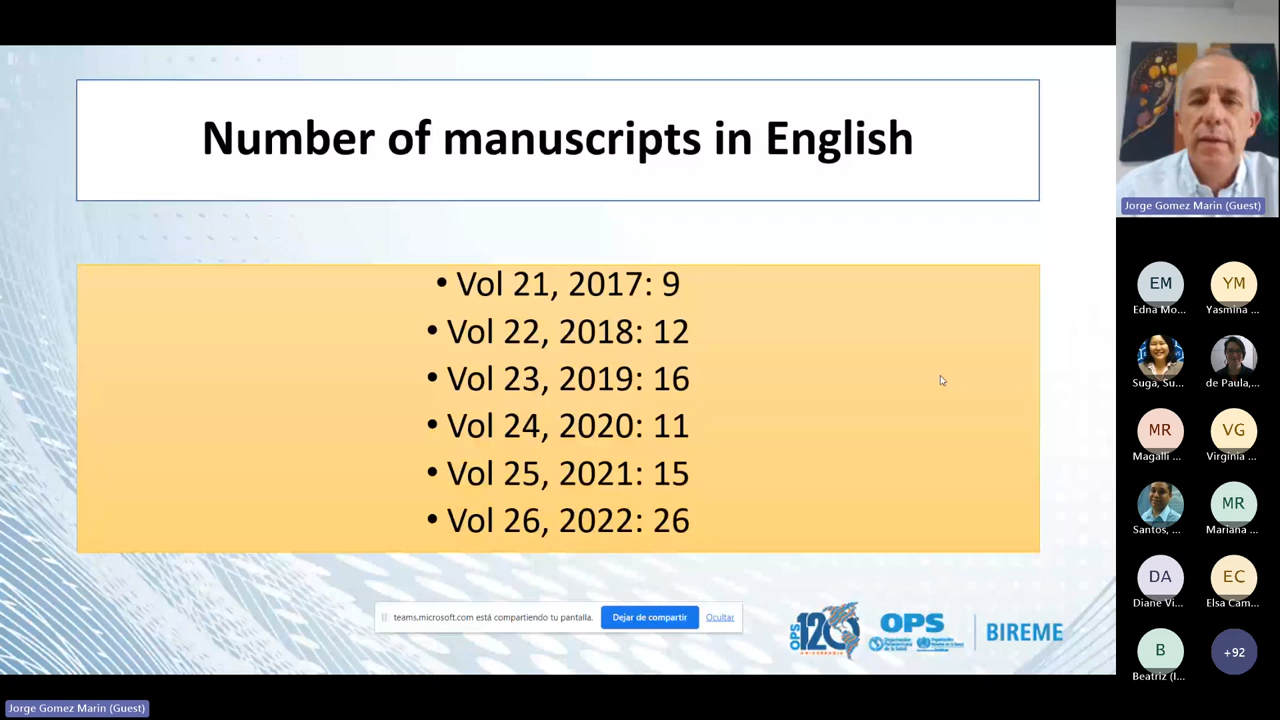 Number of manuscripts in English
• Vol 21, 2017: 9
• Vol 22, 2018: 12
• Vol 23, 2019: 16
• Vol 24, 2020: 11
• Vol 25, 2021: 15
• Vol 26, 2022: 26
teams.microsoft.com está compartiendo tu pantalla. Dejar de compartir Ocultar
OPS 120 ANIVERSARIO
OPS
BIREME
Jorge Gomez Marin (Guest)
EM YM
Edna Mo... Yasmina ...
Suga, Su... de Paula,...
MR VG
Magalli ... Virginia ...
MR
Santos, ... Mariana ...
DA EC
Diane Vi... Elsa Cam...
B +92
Beatriz (I...
Jorge Gomez Marin (Guest)